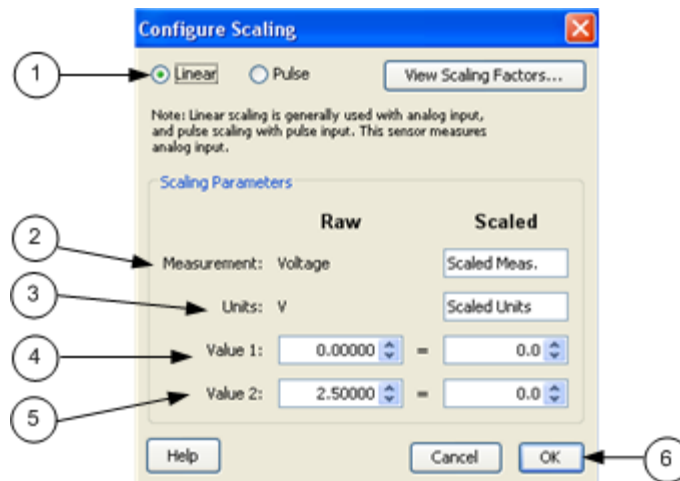 Configure Scaling
1
Linear Pulse View Scaling Factors...
Note: Linear scaling is generally used with analog input,
and pulse scaling with pulse input. This sensor measures
analog input.
Scaling Parameters
Raw Scaled
2
Measurement: Voltage Scaled Meas.
3
Units: V Scaled Units
4
Value 1: 0.00000 = 0.0
5
Value 2: 2.50000 = 0.0
Help Cancel OK
6